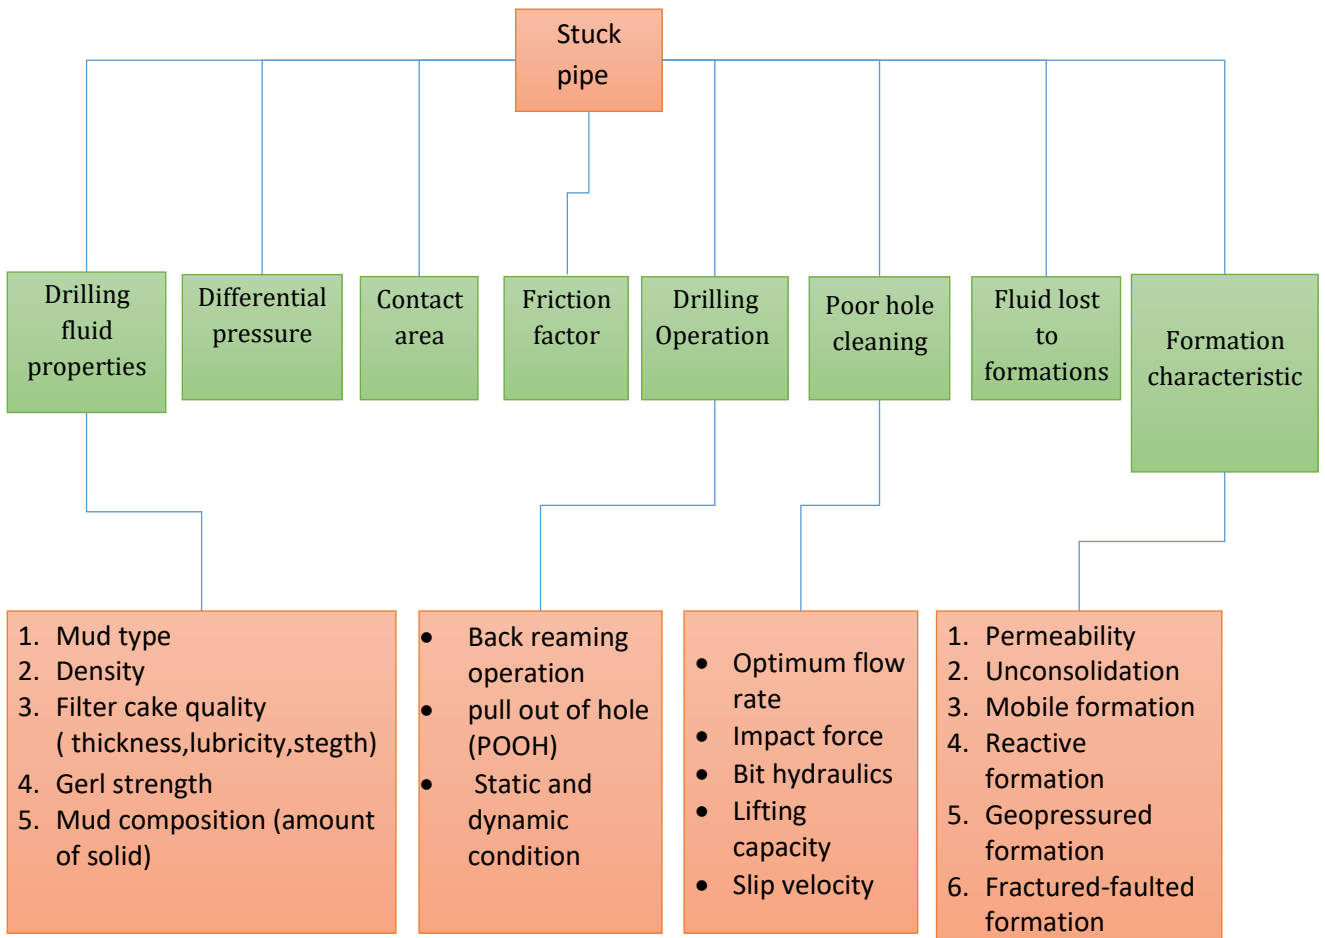 Stuck
pipe
Drilling
fluid
properties
Differential
pressure
Contact
area
Friction
factor
Drilling
Operation
Poor hole
cleaning
Fluid lost
to
formations
Formation
characteristic
1. Mud type
2. Density
3. Filter cake quality
( thickness,lubricity,stegth)
4. Gerl strength
5. Mud composition (amount
of solid)
• Back reaming
operation
• pull out of hole
(POOH)
• Static and
dynamic
condition
• Optimum flow
rate
• Impact force
• Bit hydraulics
• Lifting
capacity
• Slip velocity
1. Permeability
2. Unconsolidation
3. Mobile formation
4. Reactive
formation
5. Geopressured
formation
6. Fractured-faulted
formation